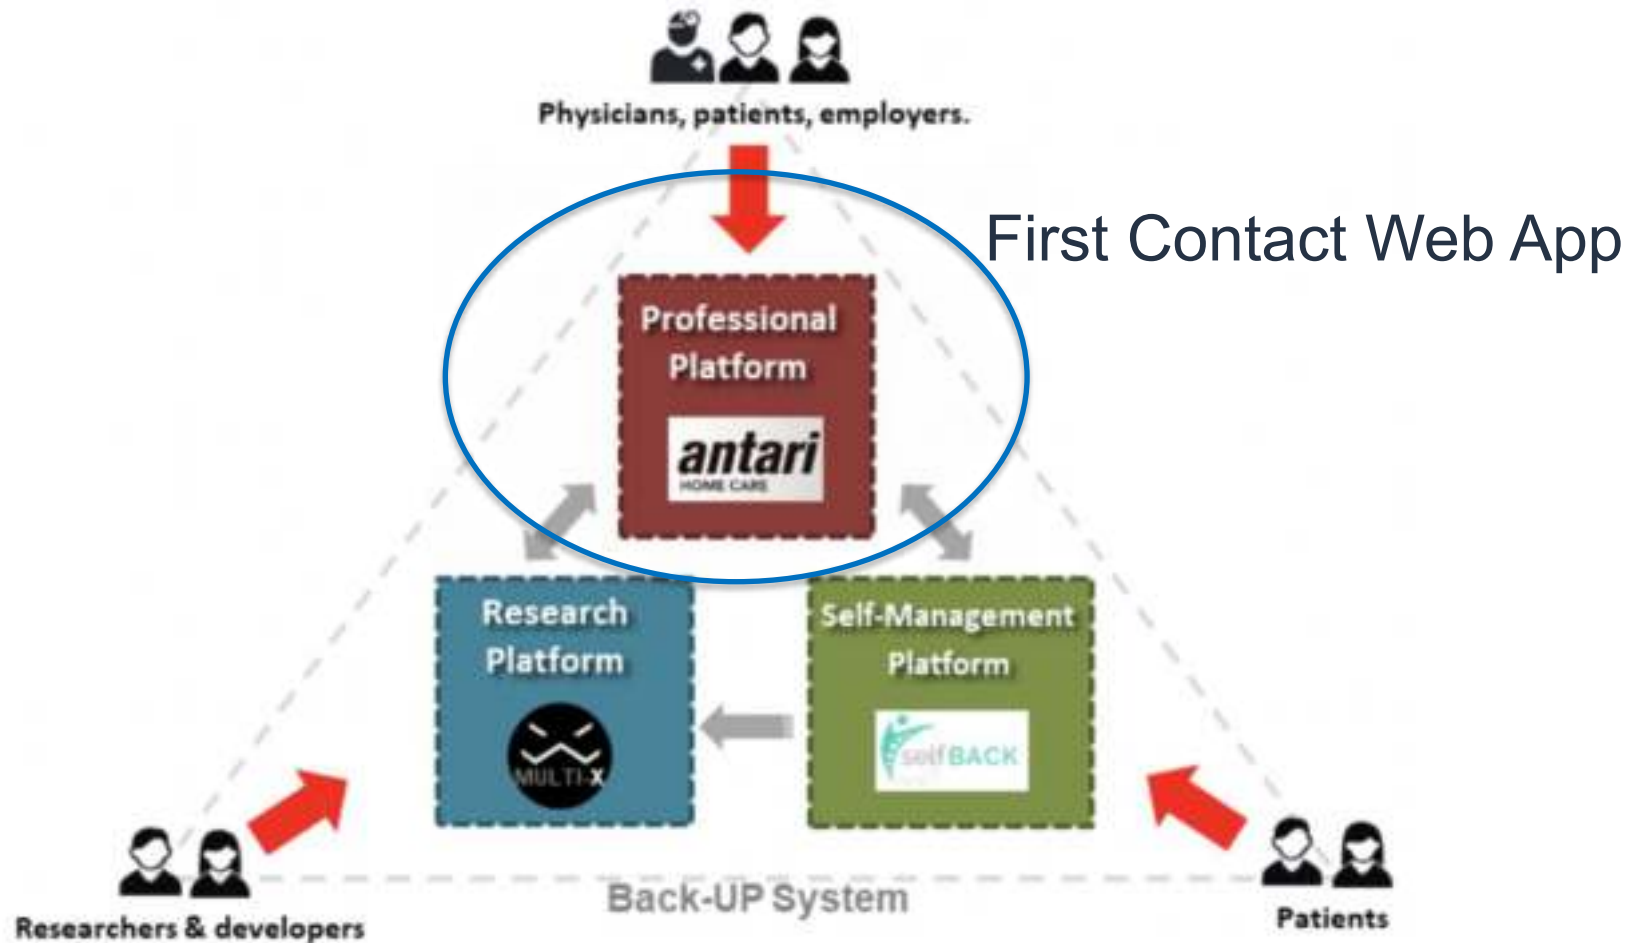 Physicians, patients, employers.
First Contact Web App
Professional
Platform
antari
HOME CARE
Research
Platform
MULTI-X
Self-Management
Platform
selfBACK
Back-UP System
Researchers & developers
Patients